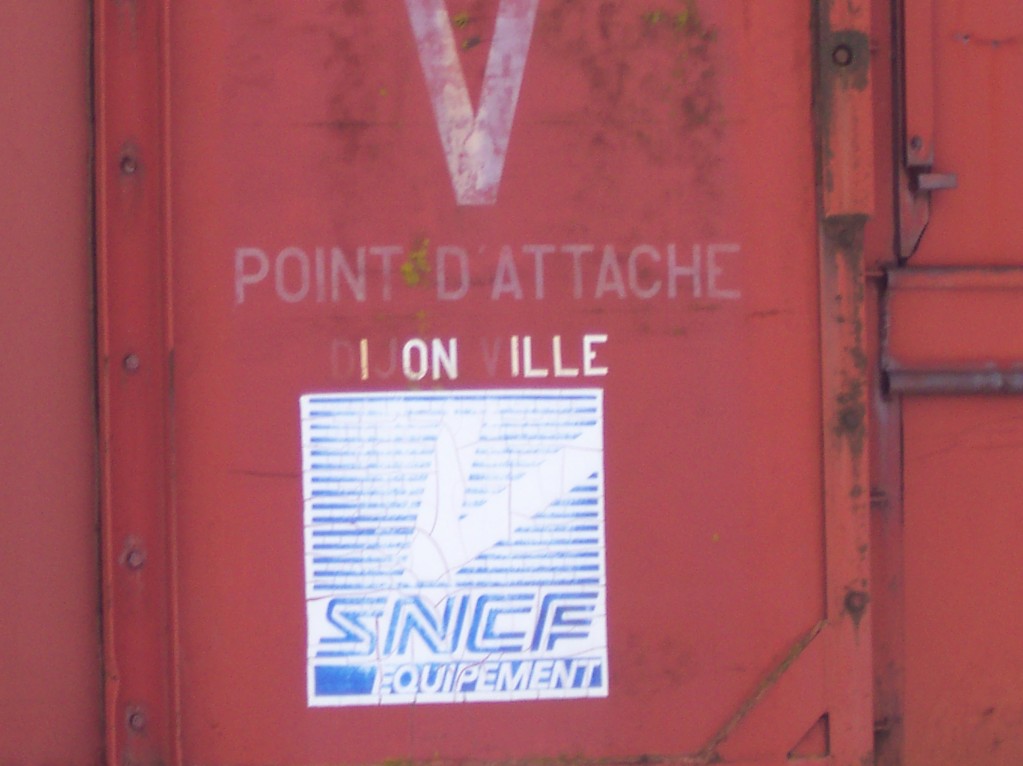 V
POINT D'ATTACHE
DIJON VILLE
SNCF
EQUIPEMENT